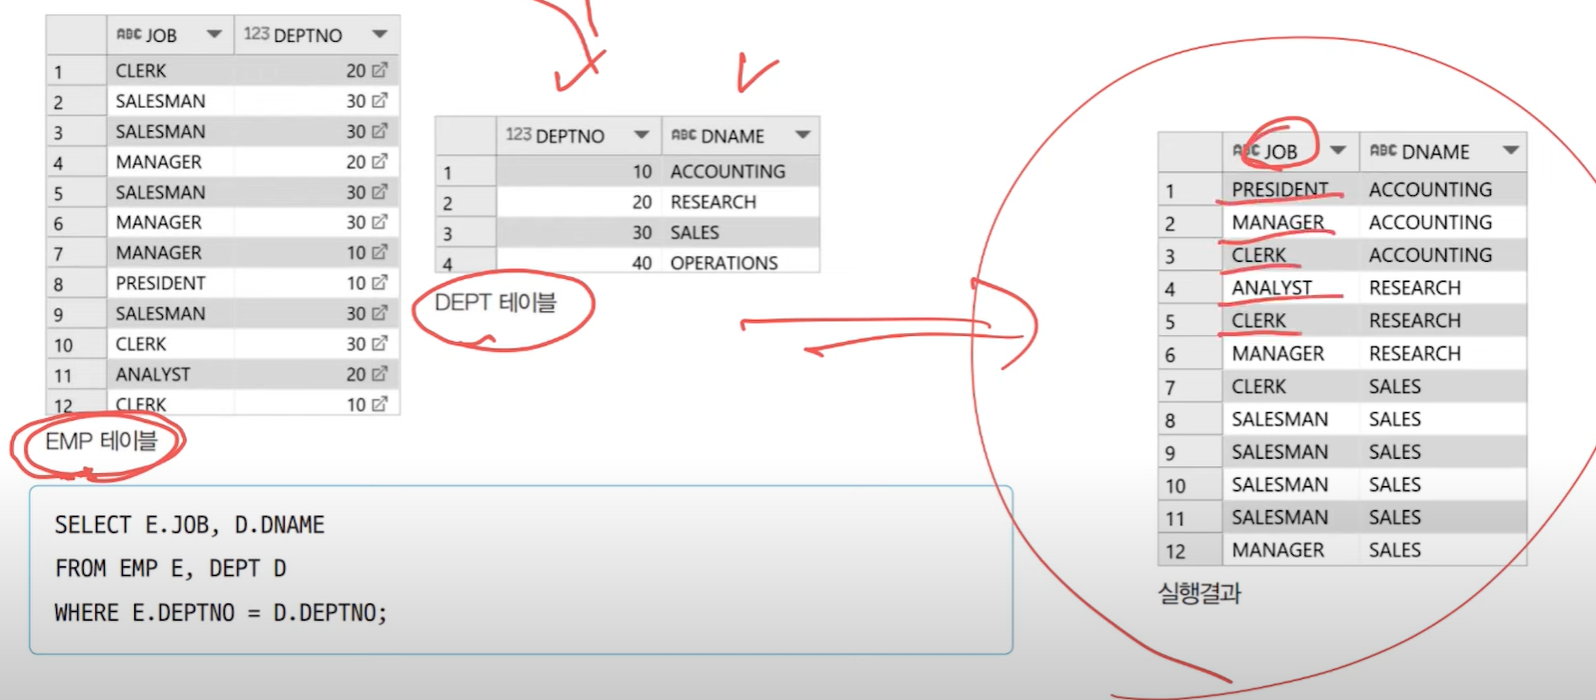 ABC JOB 123 DEPTNO
1 CLERK 20
2 SALESMAN 30
3 SALESMAN 30
4 MANAGER 20
5 SALESMAN 30
6 MANAGER 30
7 MANAGER 10
8 PRESIDENT 10
9 SALESMAN 30
10 CLERK 30
11 ANALYST 20
12 CLERK 10
EMP 테이블
123 DEPTNO ABC DNAME
1 10 ACCOUNTING
2 20 RESEARCH
3 30 SALES
4 40 OPERATIONS
DEPT 테이블
ABC JOB ABC DNAME
1 PRESIDENT ACCOUNTING
2 MANAGER ACCOUNTING
3 CLERK ACCOUNTING
4 ANALYST RESEARCH
5 CLERK RESEARCH
6 MANAGER RESEARCH
7 CLERK SALES
8 SALESMAN SALES
9 SALESMAN SALES
10 SALESMAN SALES
11 SALESMAN SALES
12 MANAGER SALES
실행결과
SELECT E.JOB, D.DNAME
FROM EMP E, DEPT D
WHERE E.DEPTNO = D.DEPTNO;